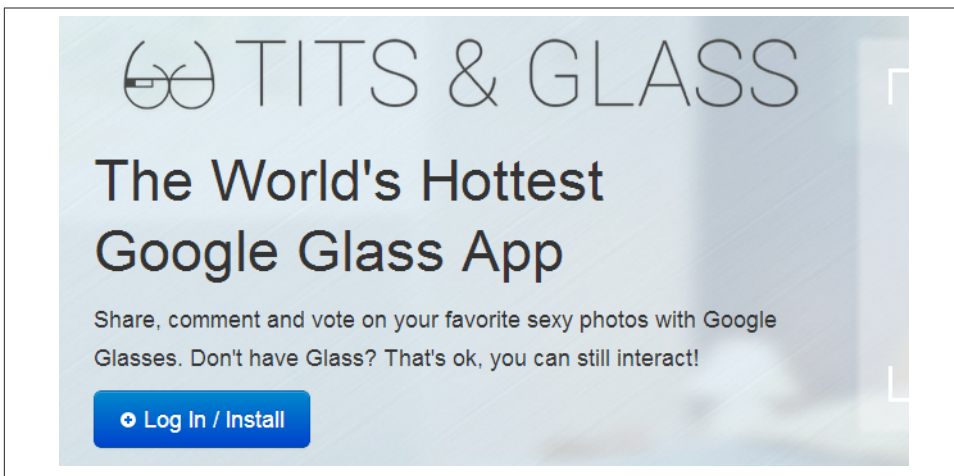 TITS & GLASS
The World's Hottest
Google Glass App
Share, comment and vote on your favorite sexy photos with Google
Glasses. Don't have Glass? That's ok, you can still interact!
Log In / Install